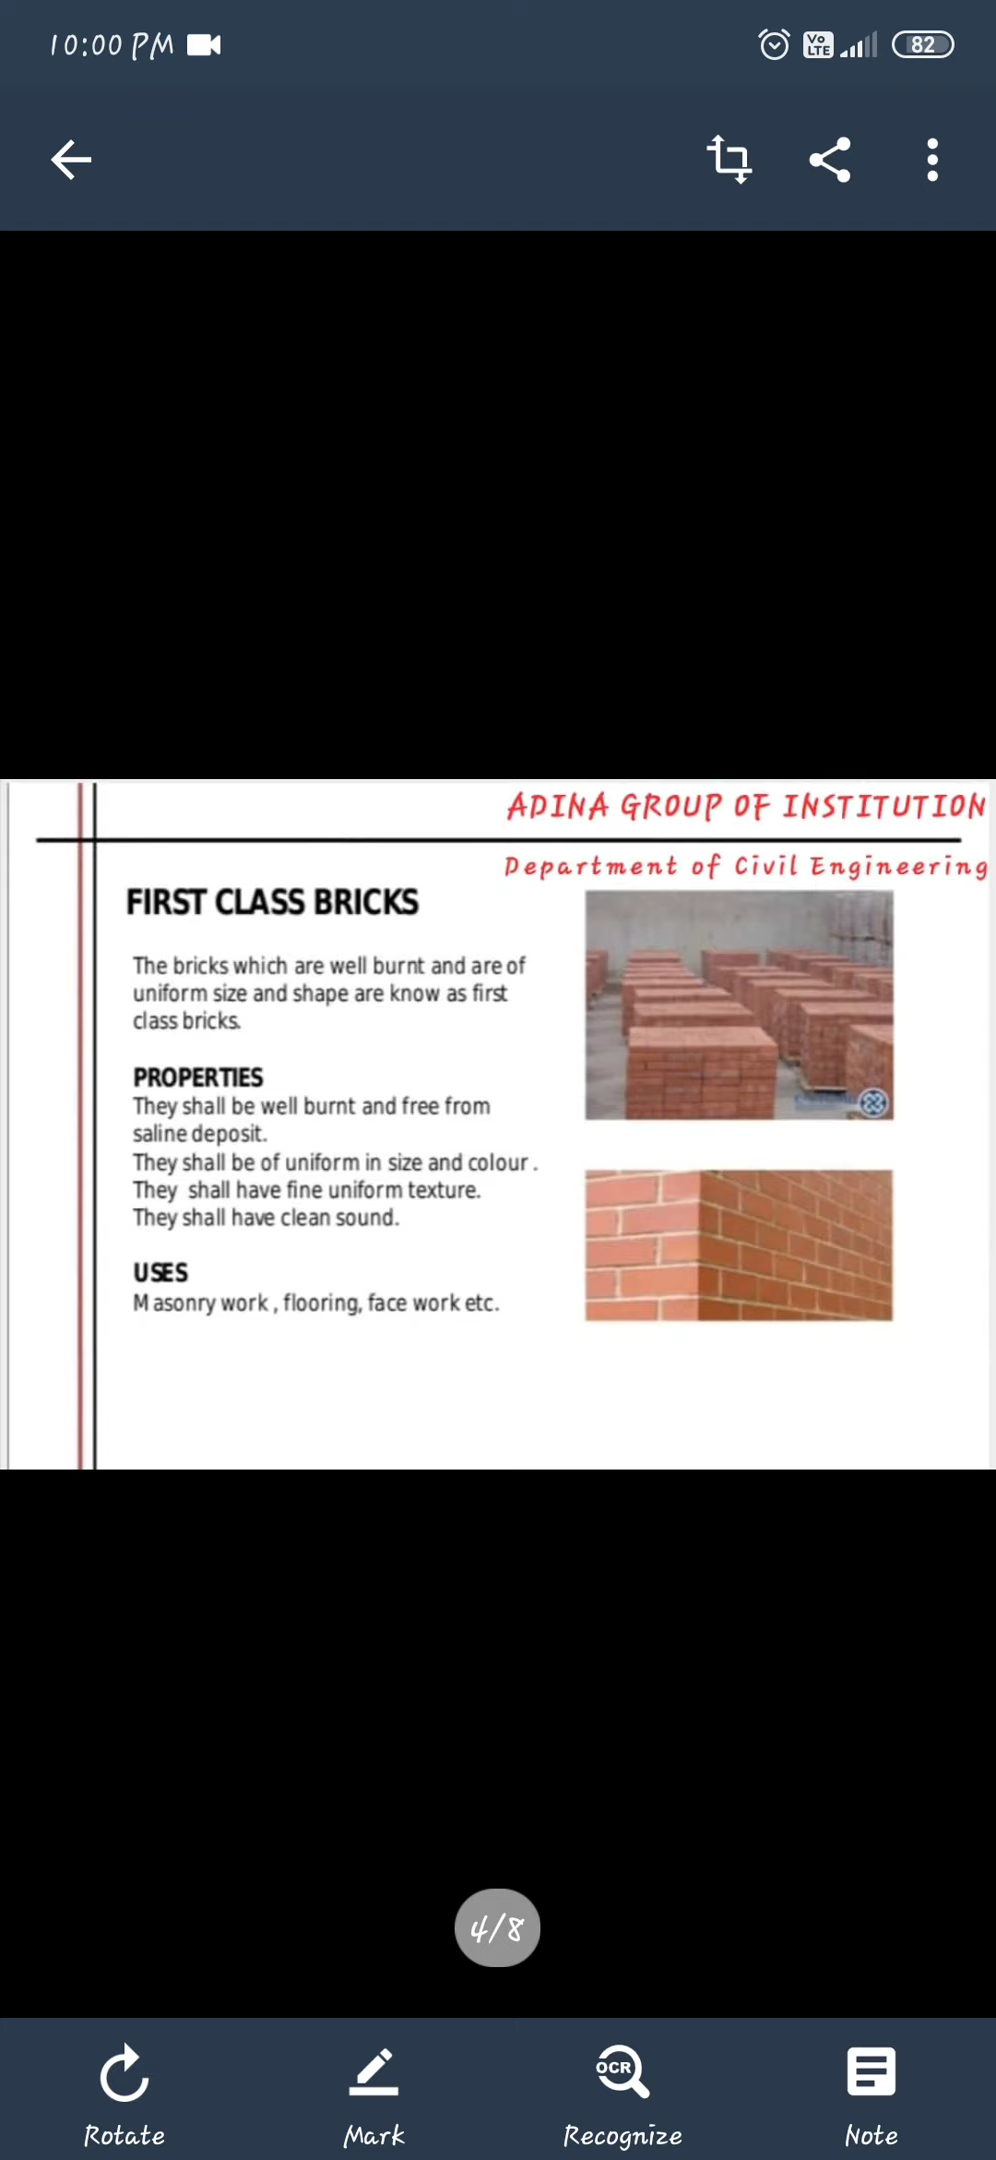 10:00 PM
Vo
LTE
82
ADINA GROUP OF INSTITUTION
Department of Civil Engineering
FIRST CLASS BRICKS
The bricks which are well burnt and are of
uniform size and shape are know as first
class bricks.
PROPERTIES
They shall be well burnt and free from
saline deposit.
They shall be of uniform in size and colour .
They shall have fine uniform texture.
They shall have clean sound.
USES
Masonry work , flooring, face work etc.
4/8
OCR
Rotate
Mark
Recognize
Note